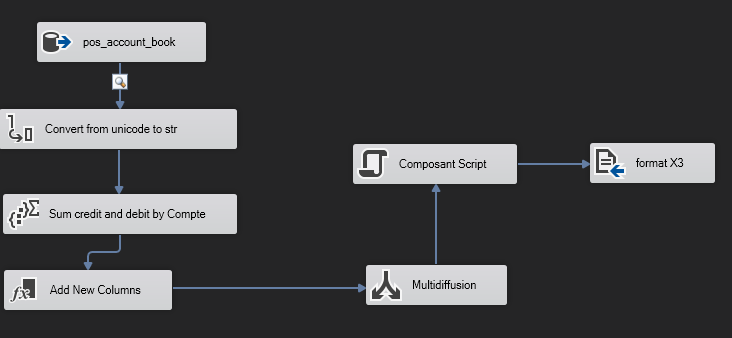 pos_account_book
Convert from unicode to str
Sum credit and debit by Compte
Add New Columns
Multidiffusion
Composant Script
format X3